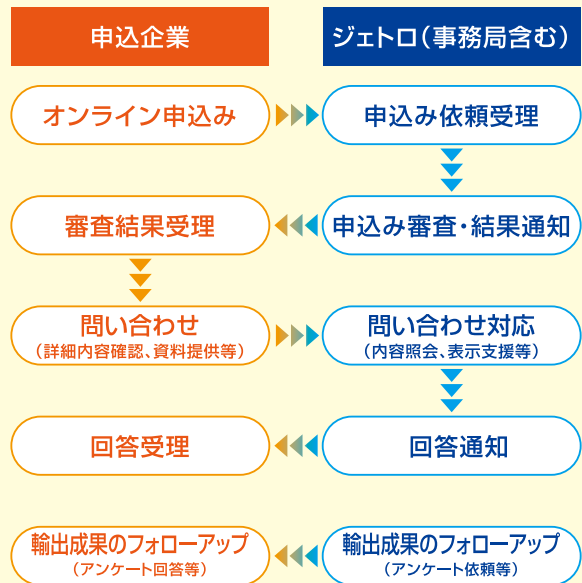 申込企業
ジェトロ（事務局含む）
オンライン申込み
申込み依頼受理
審査結果受理
申込み審査・結果通知
問い合わせ
（詳細内容確認、資料提供等）
問い合わせ対応
（内容照会、表示支援等）
回答受理
回答通知
輸出成果のフォローアップ
（アンケート回答等）
輸出成果のフォローアップ
（アンケート依頼等）